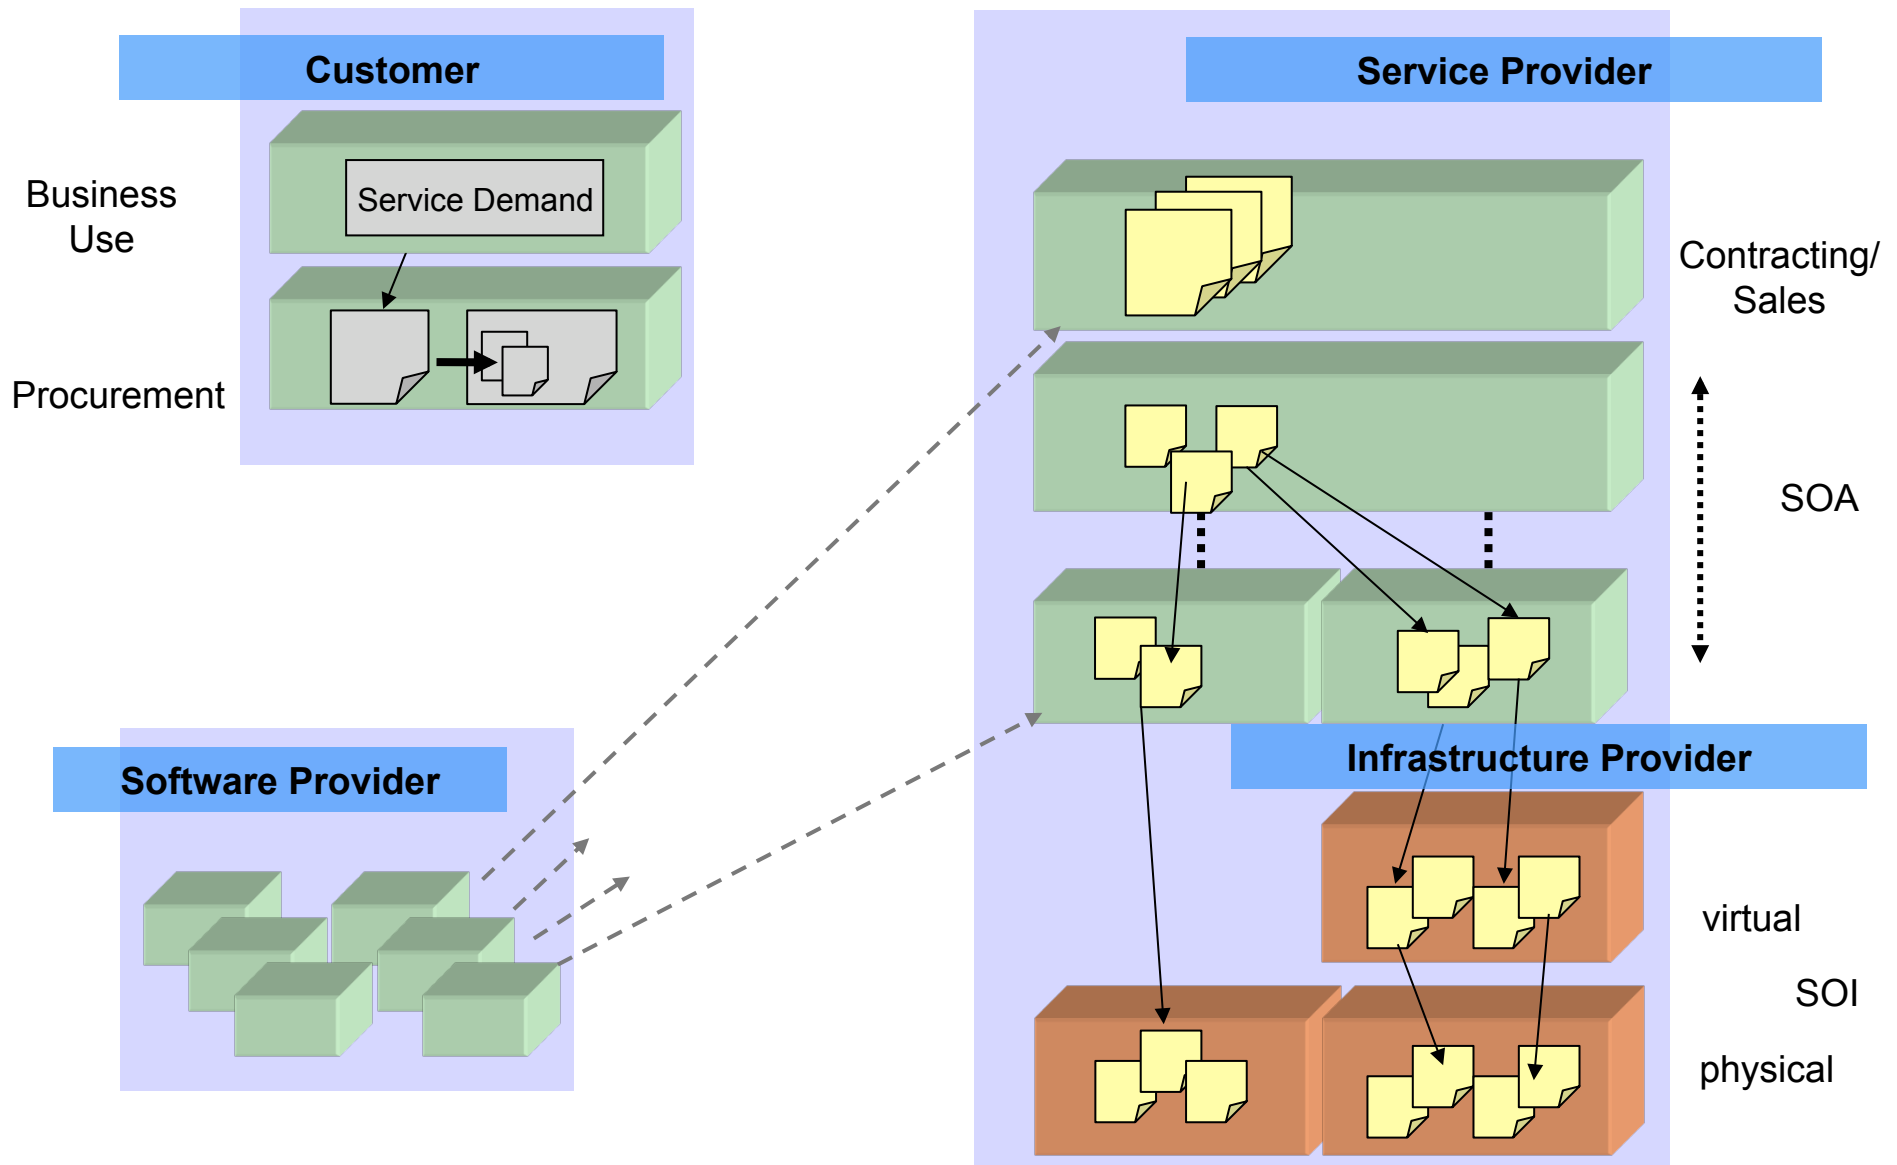 Customer
Service Provider
Business
Use
Service Demand
Contracting/
Sales
Procurement
SOA
Software Provider
Infrastructure Provider
virtual
SOI
physical